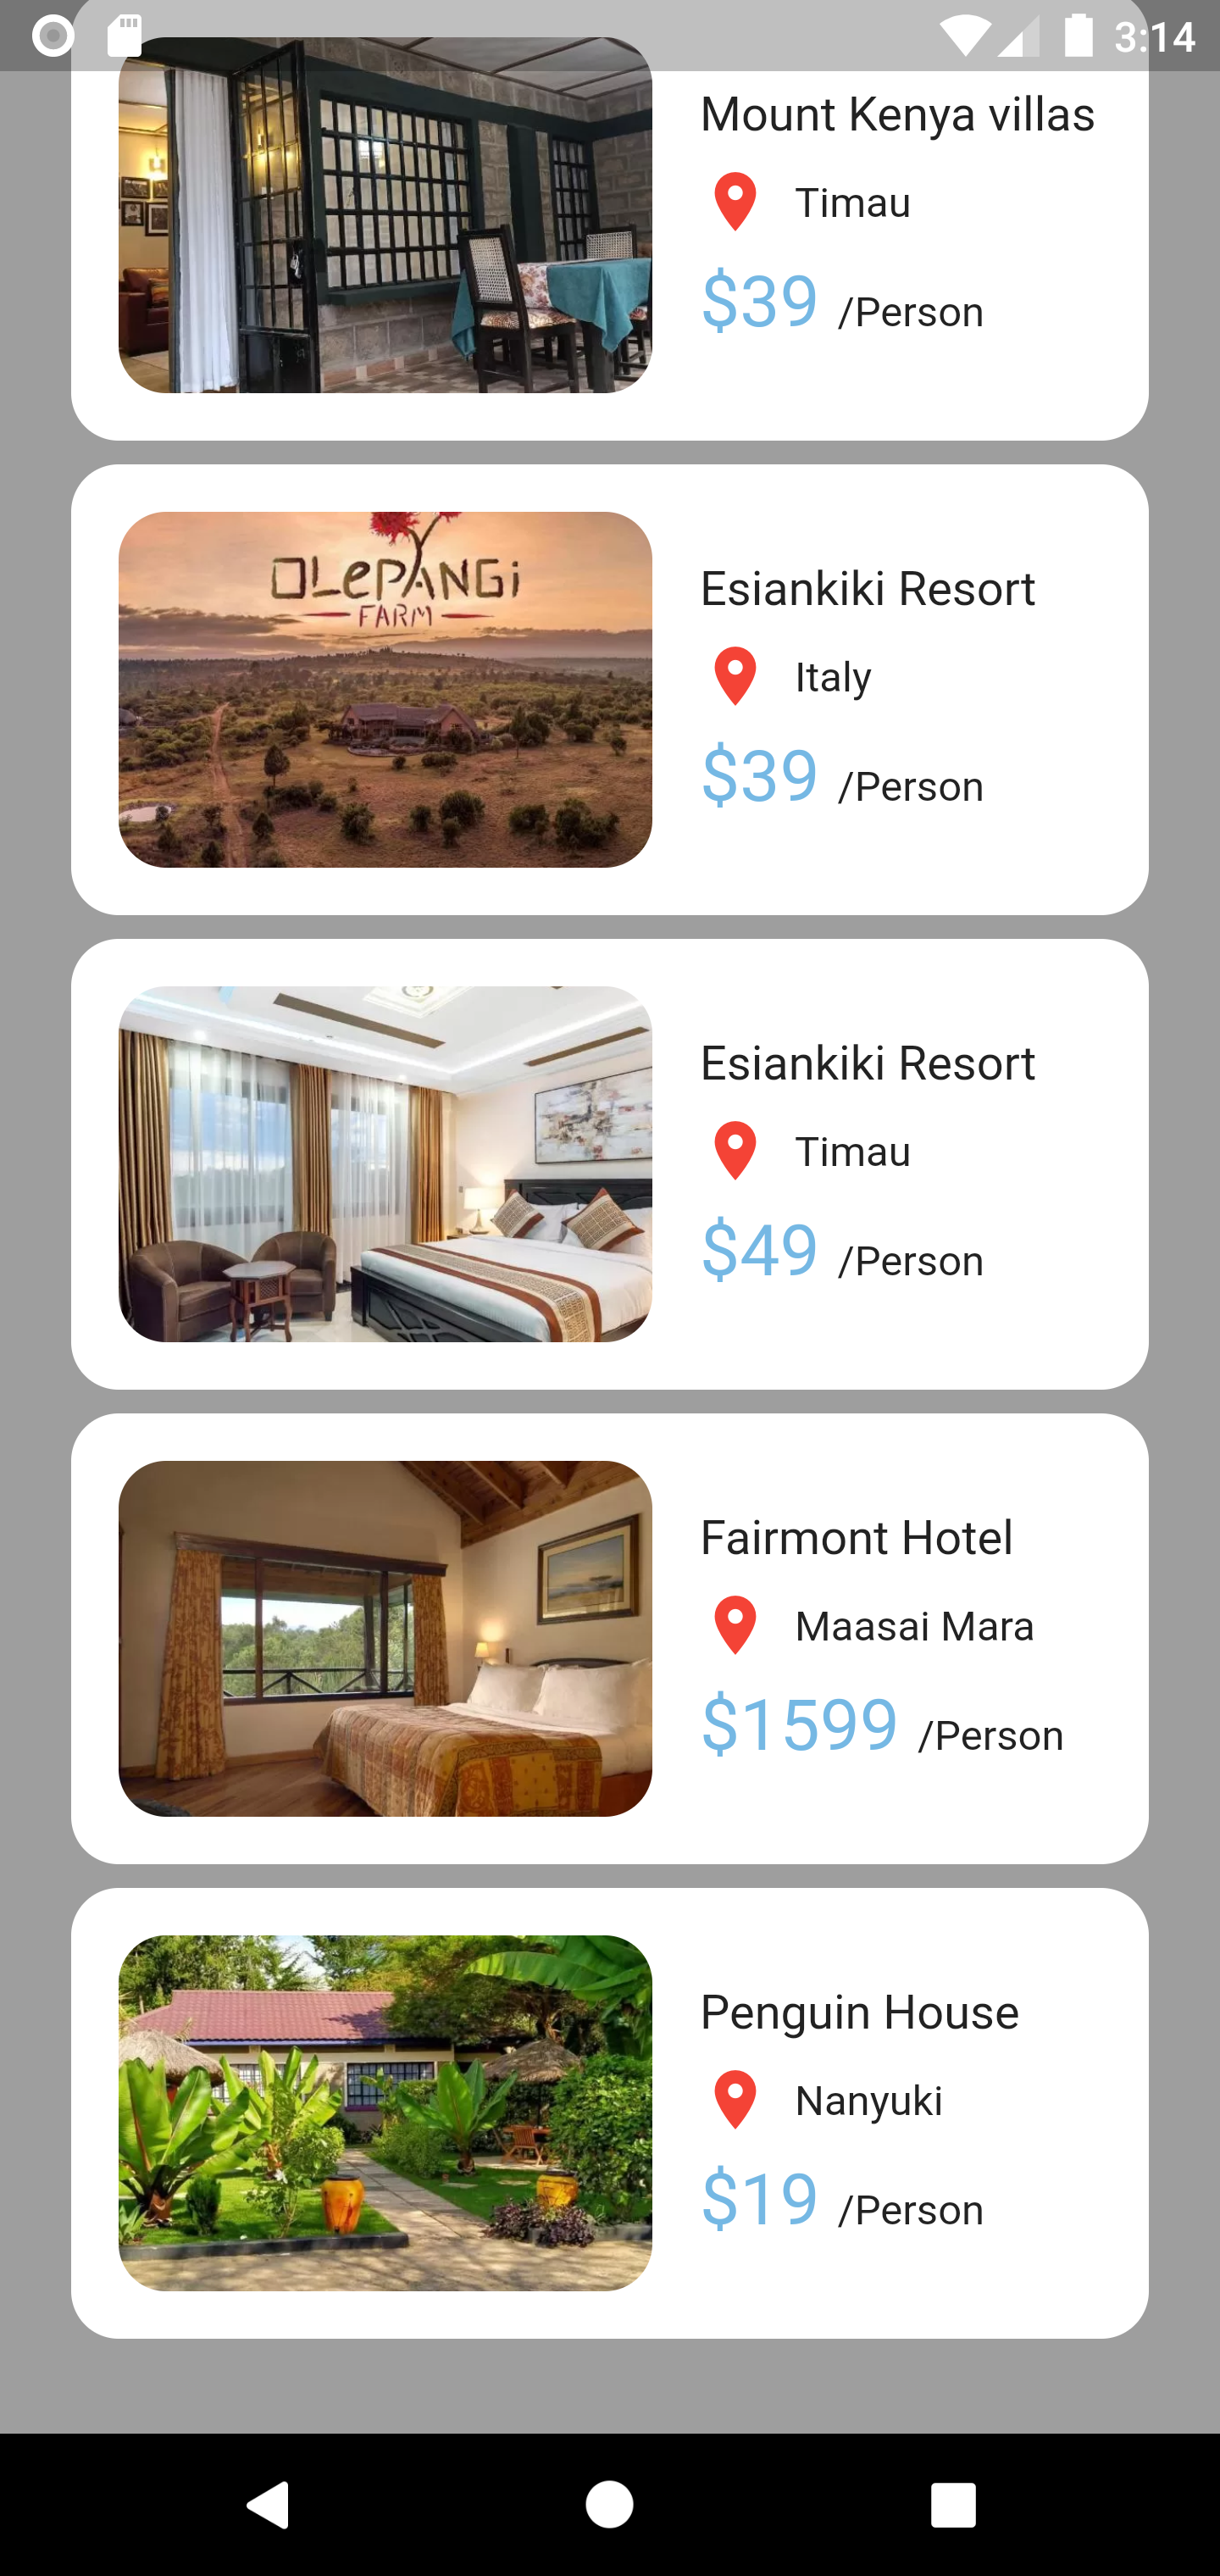 3:14
Mount Kenya villas
Timau
$39 /Person
OLePANGi
FARM
Esiankiki Resort
Italy
$39 /Person
Esiankiki Resort
Timau
$49 /Person
Fairmont Hotel
Maasai Mara
$1599 /Person
Penguin House
Nanyuki
$19 /Person